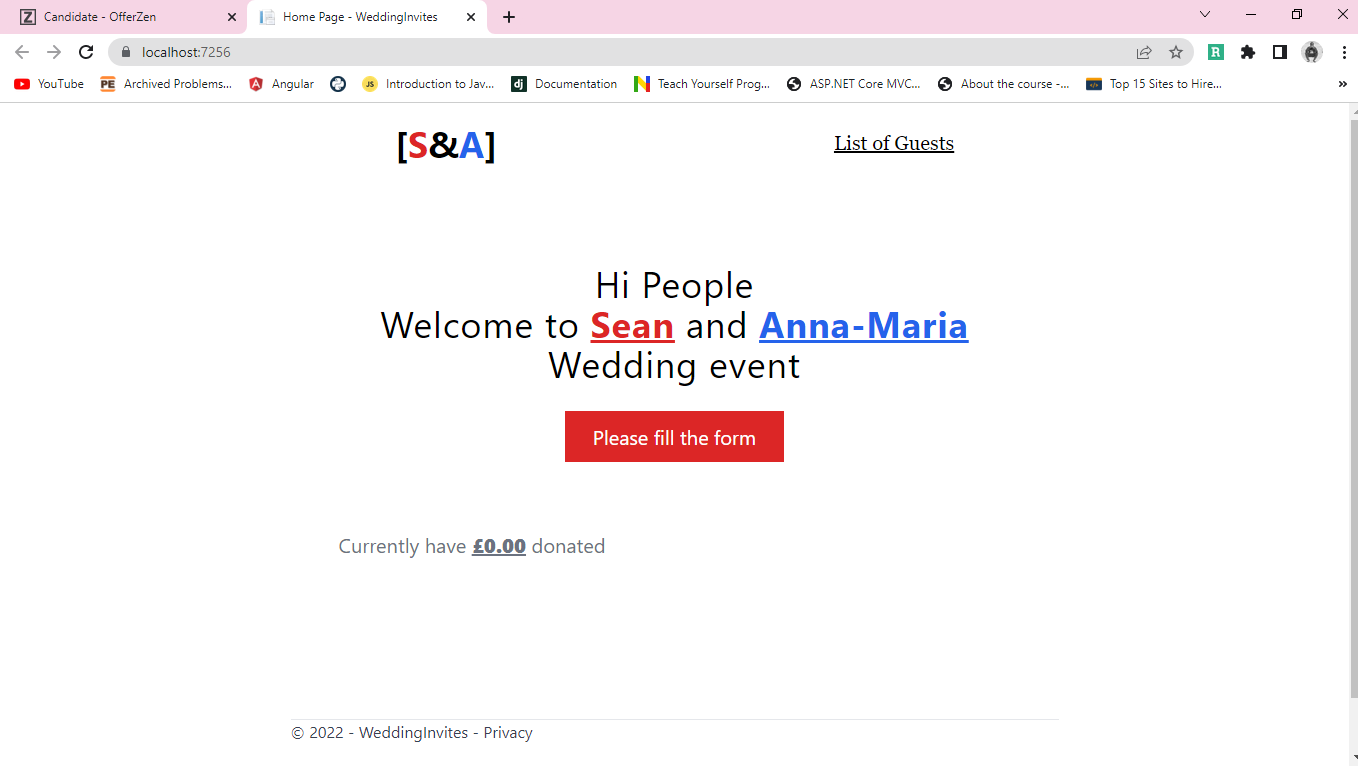 Candidate - OfferZen
Home Page - WeddingInvites
localhost:7256
YouTube
Archived Problems...
Angular
JS Introduction to Jav...
dj Documentation
Teach Yourself Prog...
ASP.NET Core MVC...
About the course -...
Top 15 Sites to Hire...
[S&A]
List of Guests
Hi People
Welcome to Sean and Anna-Maria
Wedding event
Please fill the form
Currently have £0.00 donated
© 2022 - WeddingInvites - Privacy